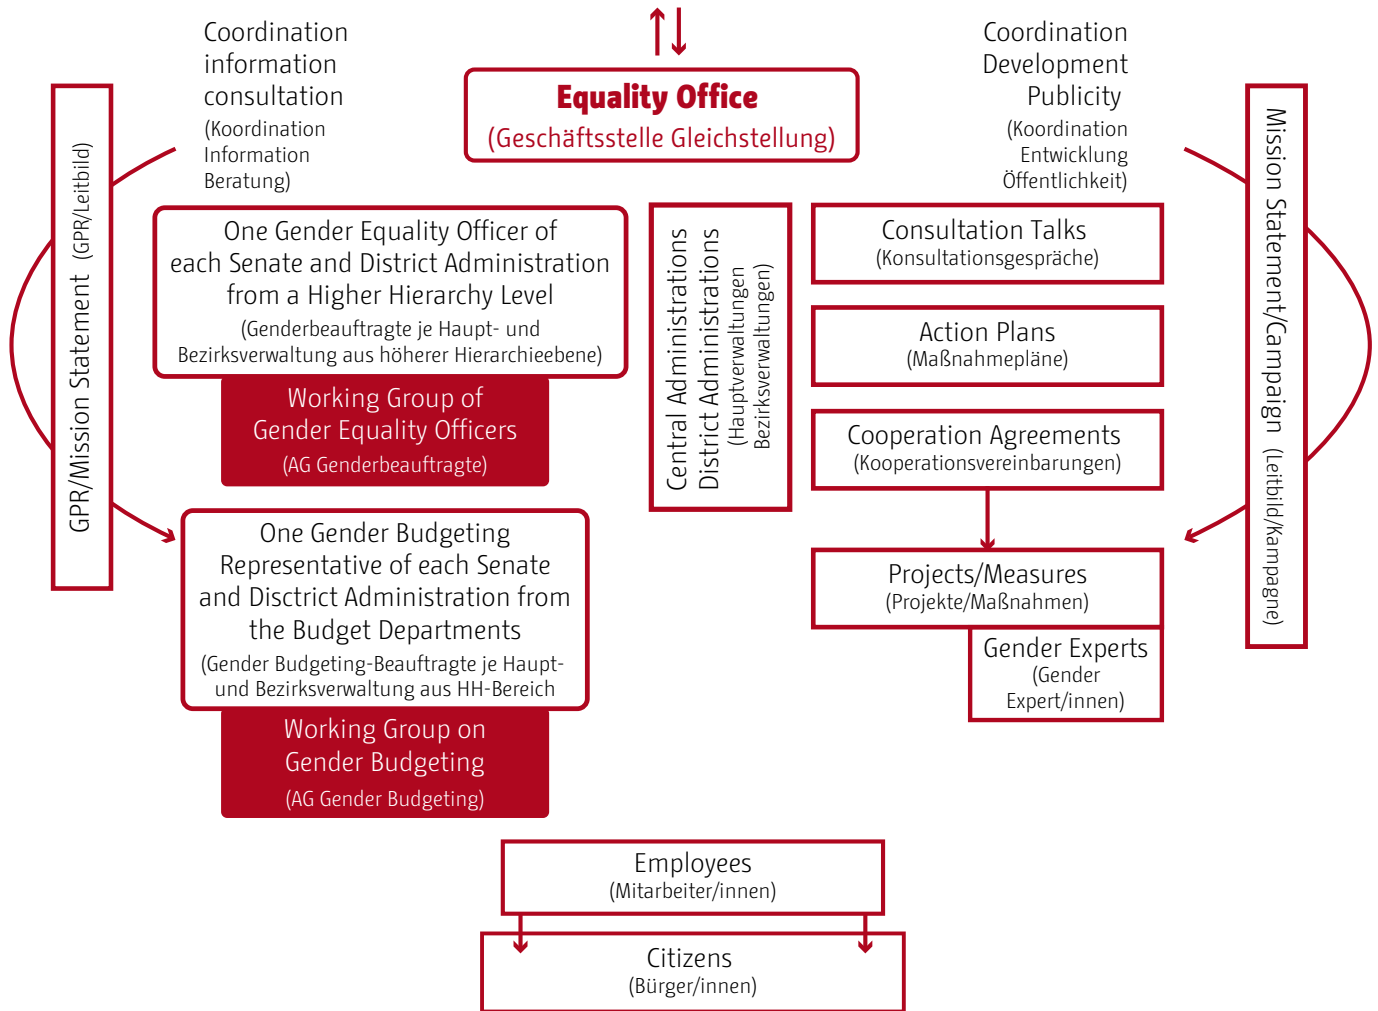 Coordination
information
consultation
(Koordination
Information
Beratung)
Equality Office
(Geschäftsstelle Gleichstellung)
Coordination
Development
Publicity
(Koordination
Entwicklung
Öffentlichkeit)
GPR/Mission Statement (GPR/Leitbild)
One Gender Equality Officer of
each Senate and District Administration
from a Higher Hierarchy Level
(Genderbeauftragte je Haupt- und
Bezirksverwaltung aus höherer Hierarchieebene)
Working Group of
Gender Equality Officers
(AG Genderbeauftragte)
One Gender Budgeting
Representative of each Senate
and Disctrict Administration from
the Budget Departments
(Gender Budgeting-Beauftragte je Haupt-
und Bezirksverwaltung aus HH-Bereich
Working Group on
Gender Budgeting
(AG Gender Budgeting)
Central Administrations
District Administrations
(Hauptverwaltungen
Bezirksverwaltungen)
Consultation Talks
(Konsultationsgespräche)
Action Plans
(Maßnahmepläne)
Cooperation Agreements
(Kooperationsvereinbarungen)
Projects/Measures
(Projekte/Maßnahmen)
Gender Experts
(Gender
Expert/innen)
Mission Statement/Campaign (Leitbild/Kampagne)
Employees
(Mitarbeiter/innen)
Citizens
(Bürger/innen)